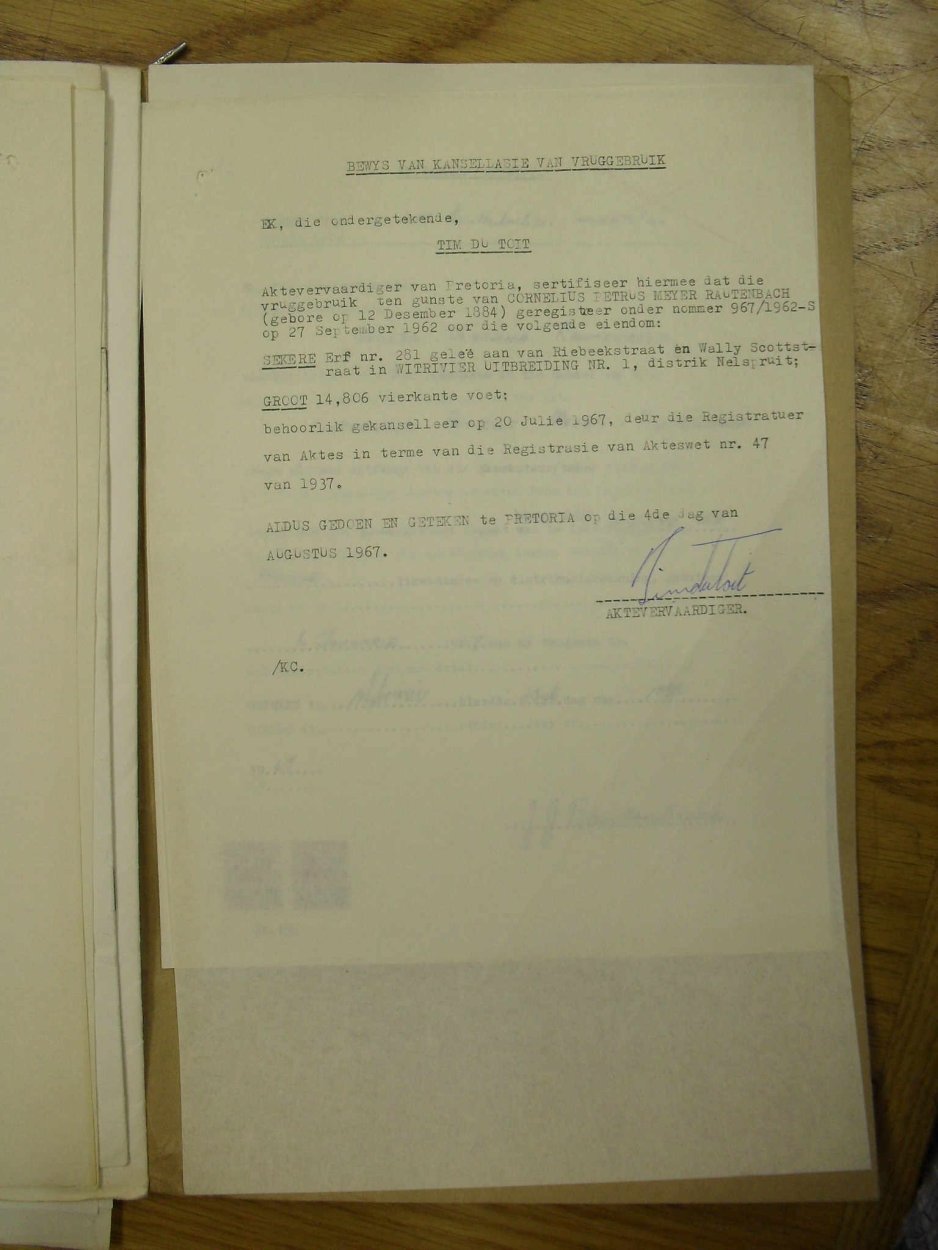 BEWYS VAN KANSELLASIE VAN VRUGGEBRUIK
EK, die ondergetekende,
TIM DU TOIT
Aktevervaardiger van Pretoria, sertifiseer hiermee dat die
vruggebruik ten gunste van CORNELIUS PETRUS MEYER RAUTENBACH
(gebore op 12 Desember 1884) geregistreer onder nommer 967/1962-S
op 27 September 1962 oor die volgende eiendom:
SEKERE Erf nr. 281 geleë aan van Riebeekstraat en Wally Scottst-
raat in WITRIVIER UITBREIDING NR. 1, distrik Nelspruit;
GROOT 14,806 vierkante voet;
behoorlik gekanselleer op 20 Julie 1967, deur die Registratuer
van Aktes in terme van die Registrasie van Akteswet nr. 47
van 1937.
ALDUS GEDOEN EN GETEKEN te PRETORIA op die 4de dag van
AUGUSTUS 1967.
Tim du Toit
AKTEVERVAARDIGER.
/KC.